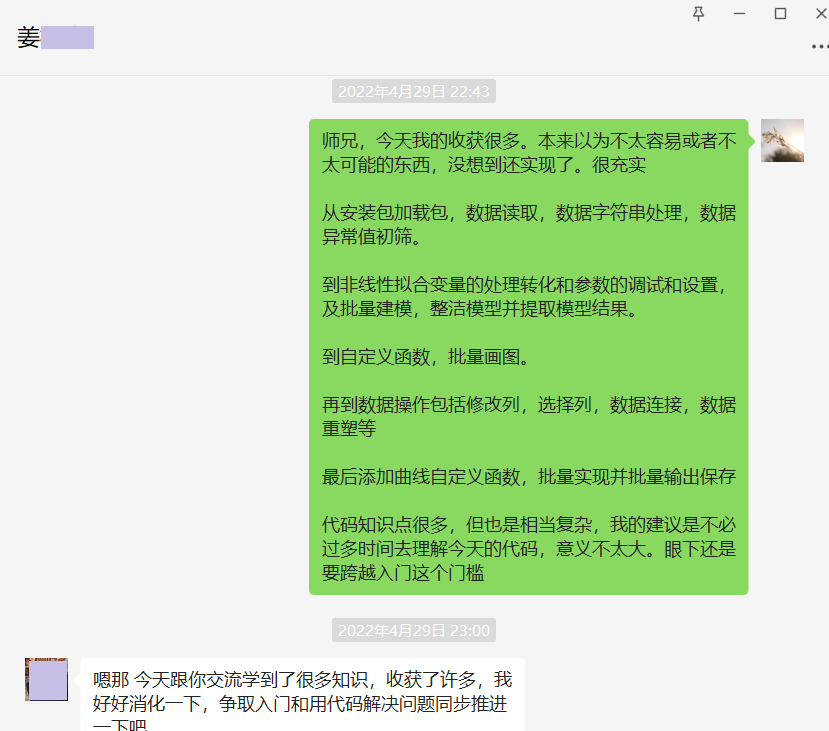 姜
2022年4月29日 22:43
师兄，今天我的收获很多。本来以为不太容易或者不
太可能的东西，没想到还实现了。很充实
从安装包加载包，数据读取，数据字符串处理，数据
异常值初筛。
到非线性拟合变量的处理转化和参数的调试和设置，
及批量建模，整洁模型并提取模型结果。
到自定义函数，批量画图。
再到数据操作包括修改列，选择列，数据连接，数据
重塑等
最后添加曲线自定义函数，批量实现并批量输出保存
代码知识点很多，但也是相当复杂，我的建议是不必
过多时间去理解今天的代码，意义不太大。眼下还是
要跨越入门这个门槛
2022年4月29日 23:00
嗯那 今天跟你交流学到了很多知识，收获了许多，我
好好消化一下，争取入门和用代码解决问题同步推进
一下吧